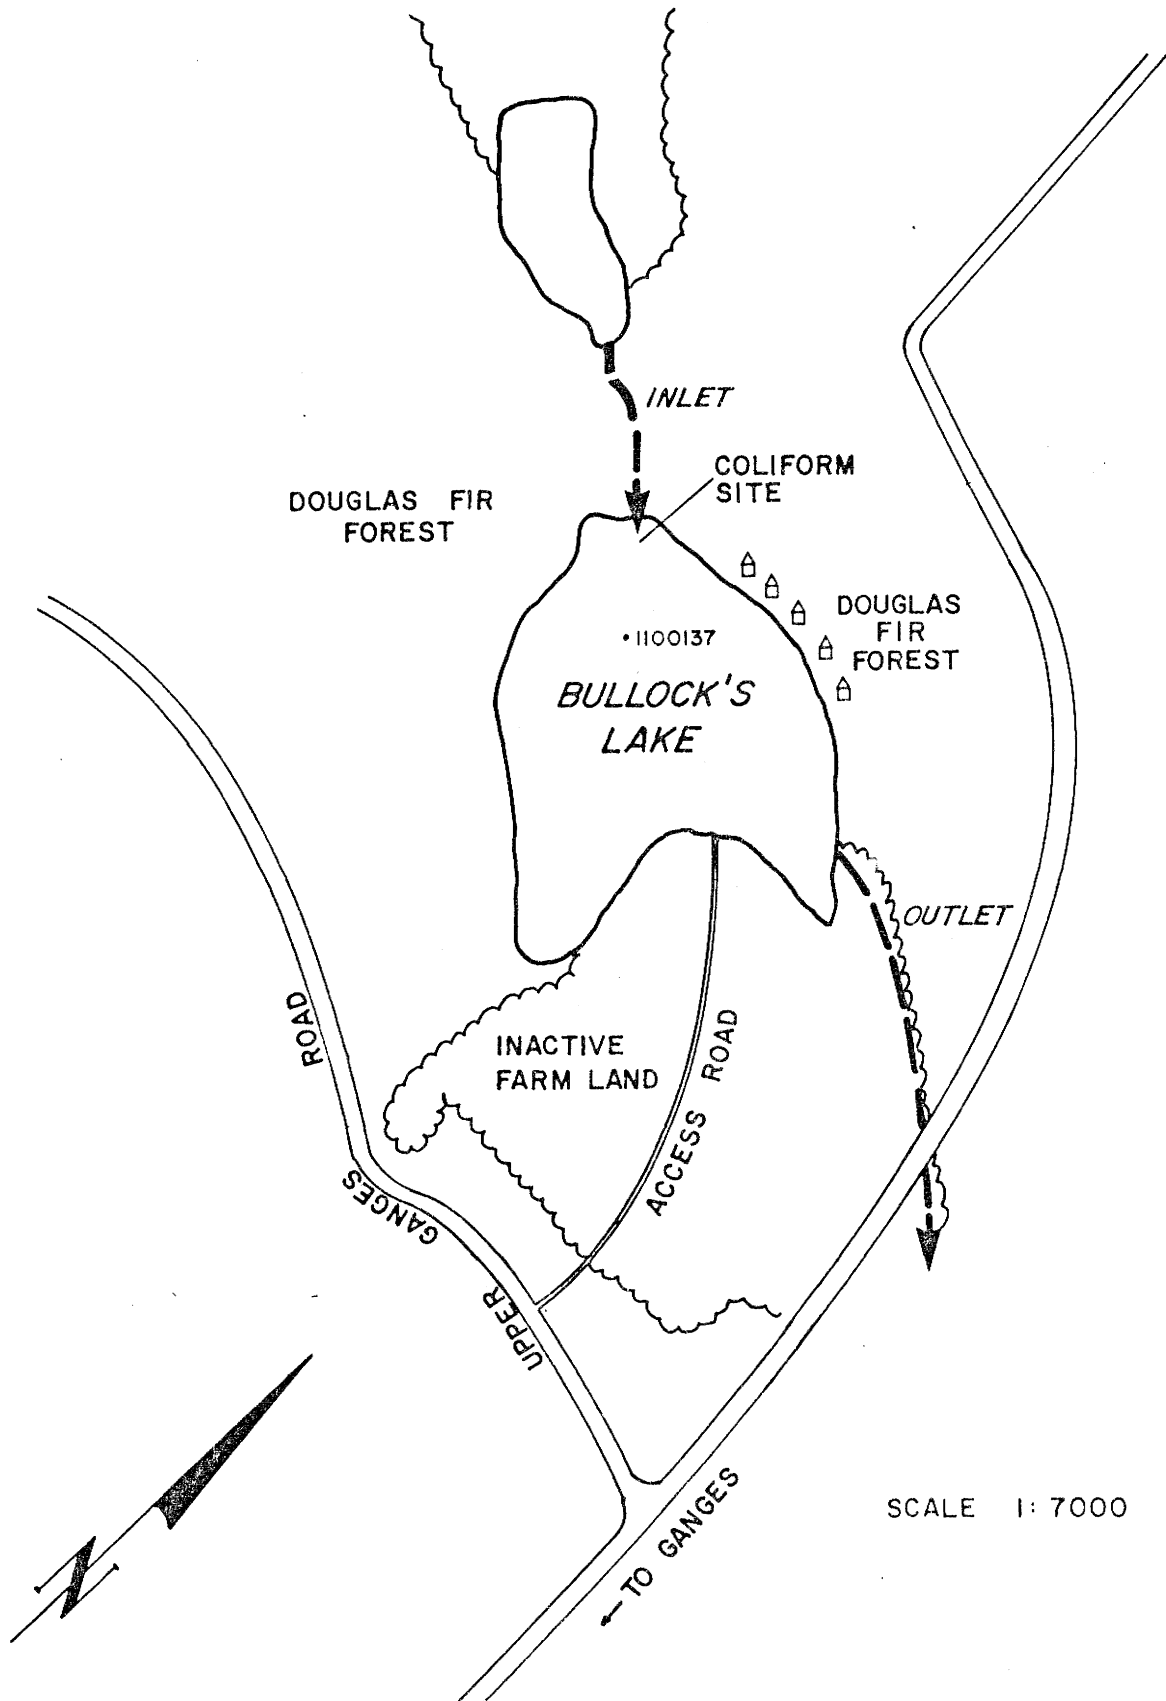 INLET
COLIFORM
SITE
DOUGLAS FIR
FOREST
DOUGLAS
FIR
FOREST
•1100137
BULLOCK'S
LAKE
OUTLET
ROAD
INACTIVE
FARM LAND
ACCESS ROAD
GANGES
UPPER
TO GANGES
SCALE 1:7000
N